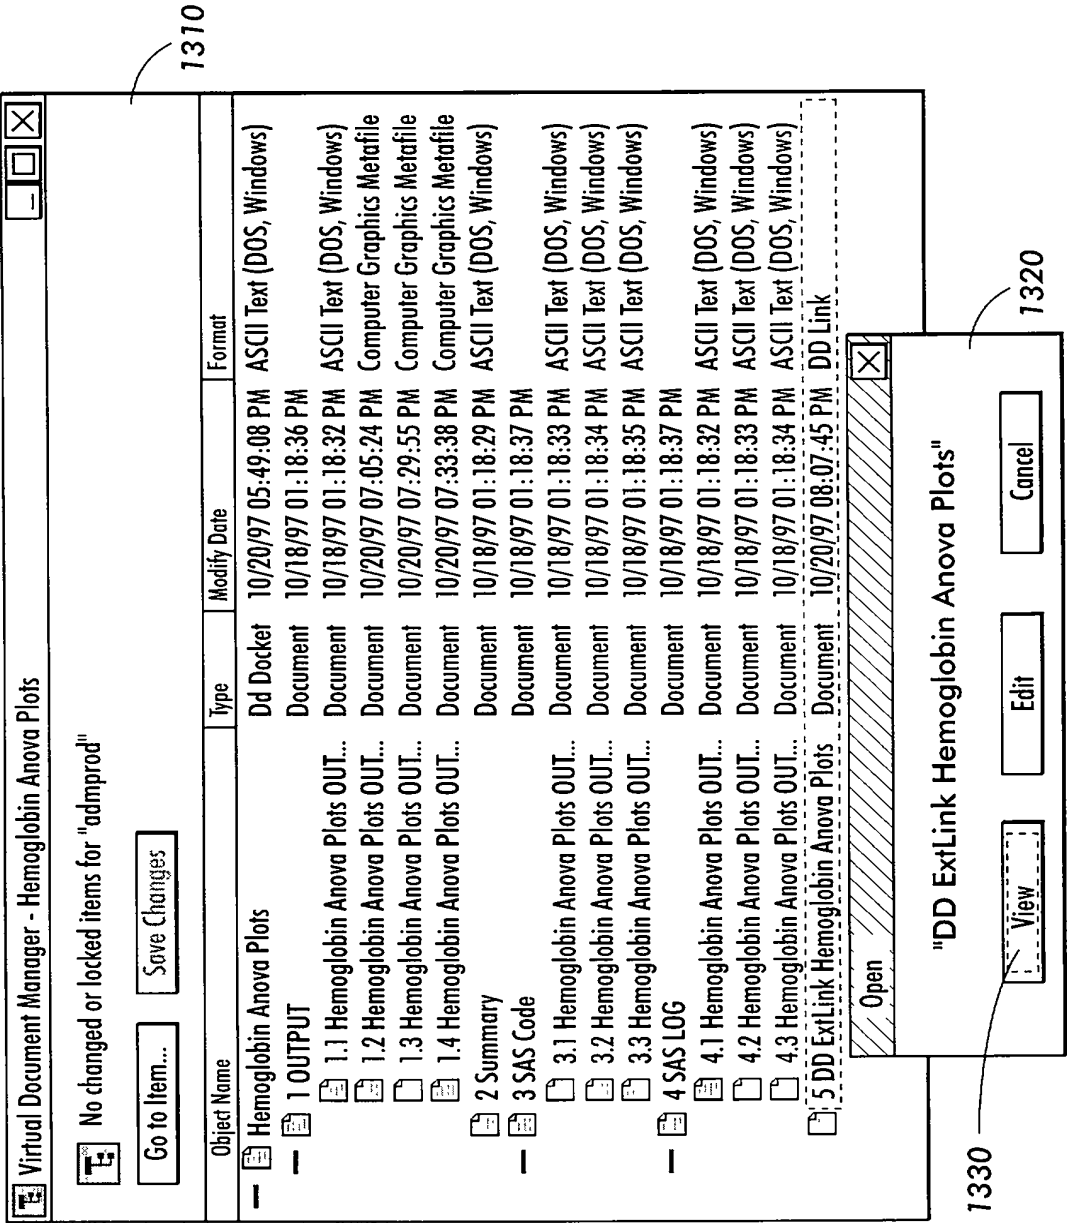 Virtual Document Manager - Hemoglobin Anova Plots
No changed or locked items for "admprod"
Go to Item... Save Changes
1310
Object Name Type Modify Date Format
Hemoglobin Anova Plots Dd Docket 10/20/97 05:49:08 PM ASCII Text (DOS, Windows)
1 OUTPUT Document 10/18/97 01:18:36 PM
1.1 Hemoglobin Anova Plots OUT... Document 10/18/97 01:18:32 PM ASCII Text (DOS, Windows)
1.2 Hemoglobin Anova Plots OUT... Document 10/20/97 07:05:24 PM Computer Graphics Metafile
1.3 Hemoglobin Anova Plots OUT... Document 10/20/97 07:29:55 PM Computer Graphics Metafile
1.4 Hemoglobin Anova Plots OUT... Document 10/20/97 07:33:38 PM Computer Graphics Metafile
2 Summary Document 10/18/97 01:18:29 PM ASCII Text (DOS, Windows)
3 SAS Code Document 10/18/97 01:18:37 PM
3.1 Hemoglobin Anova Plots OUT... Document 10/18/97 01:18:33 PM ASCII Text (DOS, Windows)
3.2 Hemoglobin Anova Plots OUT... Document 10/18/97 01:18:34 PM ASCII Text (DOS, Windows)
3.3 Hemoglobin Anova Plots OUT... Document 10/18/97 01:18:35 PM ASCII Text (DOS, Windows)
4 SAS LOG Document 10/18/97 01:18:37 PM
4.1 Hemoglobin Anova Plots OUT... Document 10/18/97 01:18:32 PM ASCII Text (DOS, Windows)
4.2 Hemoglobin Anova Plots OUT... Document 10/18/97 01:18:33 PM ASCII Text (DOS, Windows)
4.3 Hemoglobin Anova Plots OUT... Document 10/18/97 01:18:34 PM ASCII Text (DOS, Windows)
5 DD ExtLink Hemoglobin Anova Plots Document 10/20/97 08:07:45 PM DD Link
Open
"DD ExtLink Hemoglobin Anova Plots"
View Edit Cancel
1320
1330